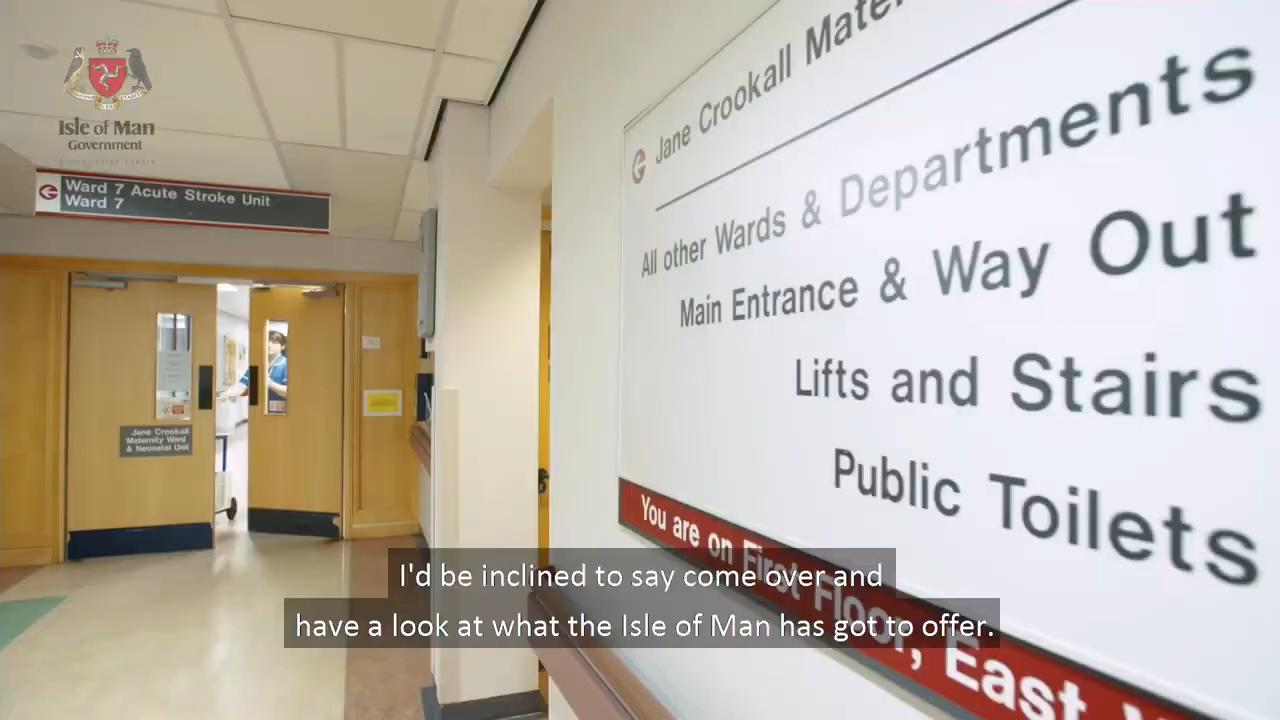 Isle of Man
Government
Ward 7 Acute Stroke Unit
Ward 7
Jane Crookall
Maternity Ward
& Neonatal Unit
Jane Crookall
All other Wards & Departments
Main Entrance & Way Out
Lifts and Stairs
Public Toilets
You are on First Floor, East
I'd be inclined to say come over and
have a look at what the Isle of Man has got to offer.